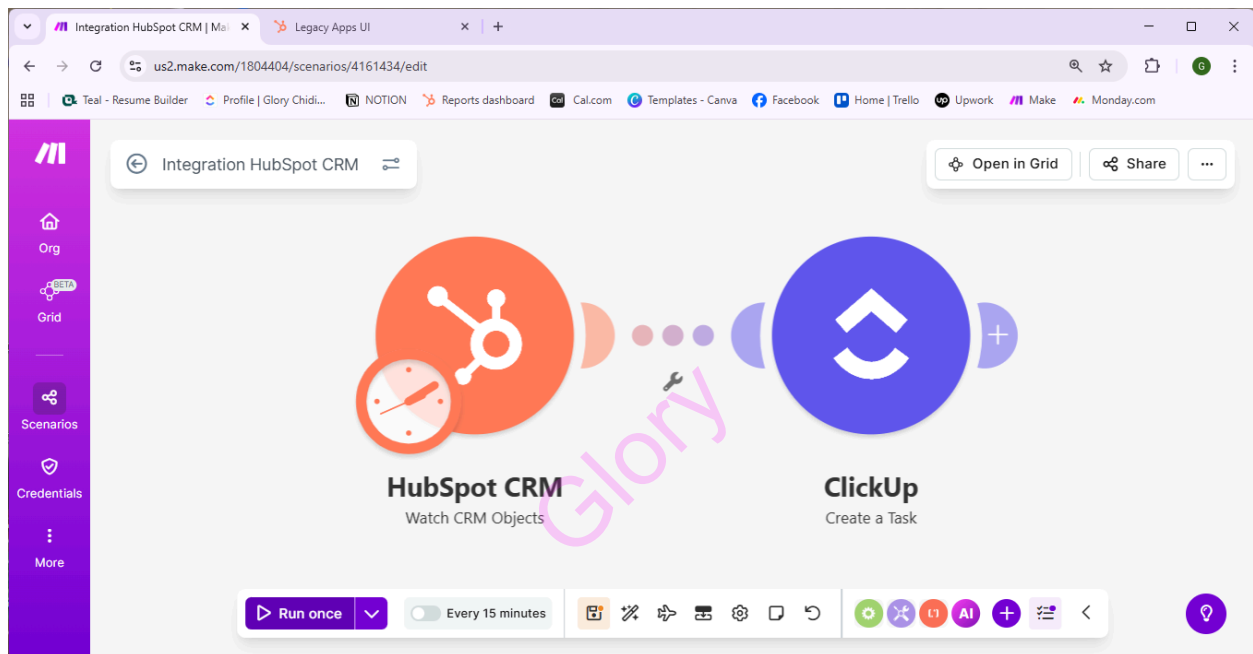 Integration HubSpot CRM | Mak
Legacy Apps UI
us2.make.com/1804404/scenarios/4161434/edit
G
Teal - Resume Builder
Profile | Glory Chidi...
NOTION
Reports dashboard
Cal
Cal.com
Templates - Canva
Facebook
Home | Trello
up
Upwork
Make
Monday.com
Integration HubSpot CRM
Open in Grid
Share
Org
BETA
Grid
Scenarios
Credentials
More
HubSpot CRM
Watch CRM Objects
ClickUp
Create a Task
Glory
Run once
Every 15 minutes
AI